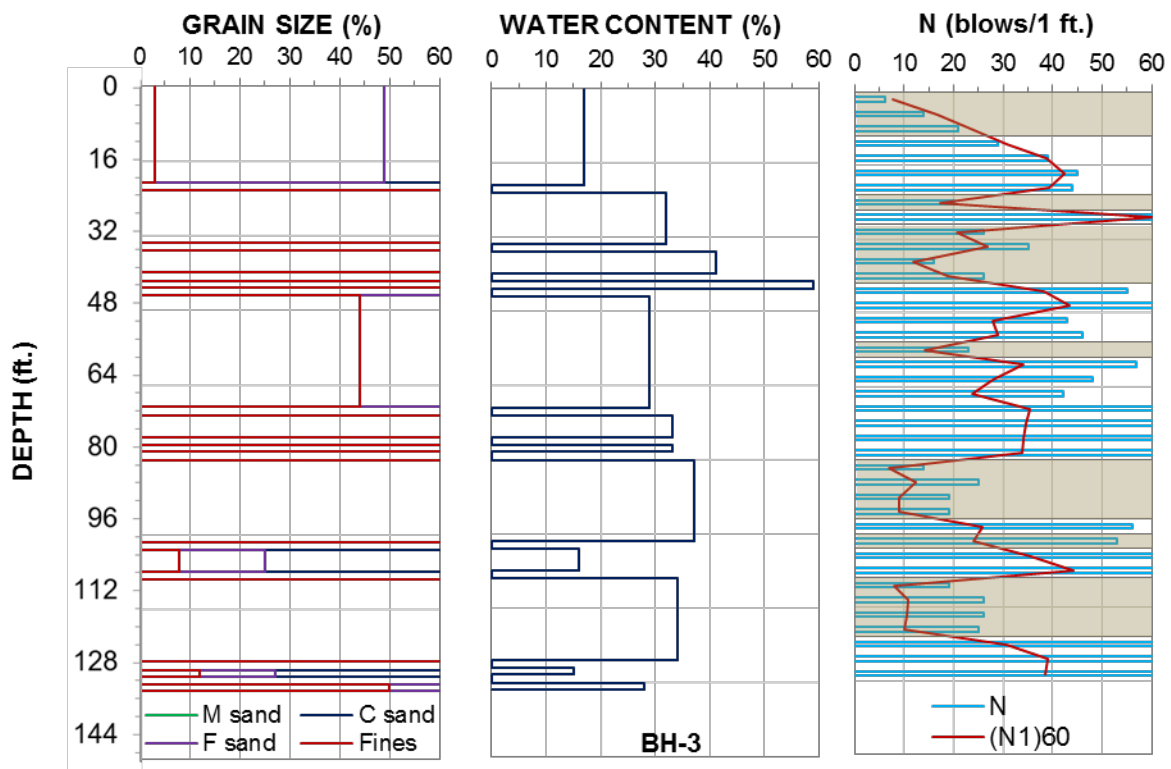 GRAIN SIZE (%)
WATER CONTENT (%)
N (blows/1 ft.)
0 10 20 30 40 50 60
0 10 20 30 40 50 60
0 10 20 30 40 50 60
DEPTH (ft.)
0
16
32
48
64
80
96
112
128
144
M sand
C sand
F sand
Fines
BH-3
N
(N1)60